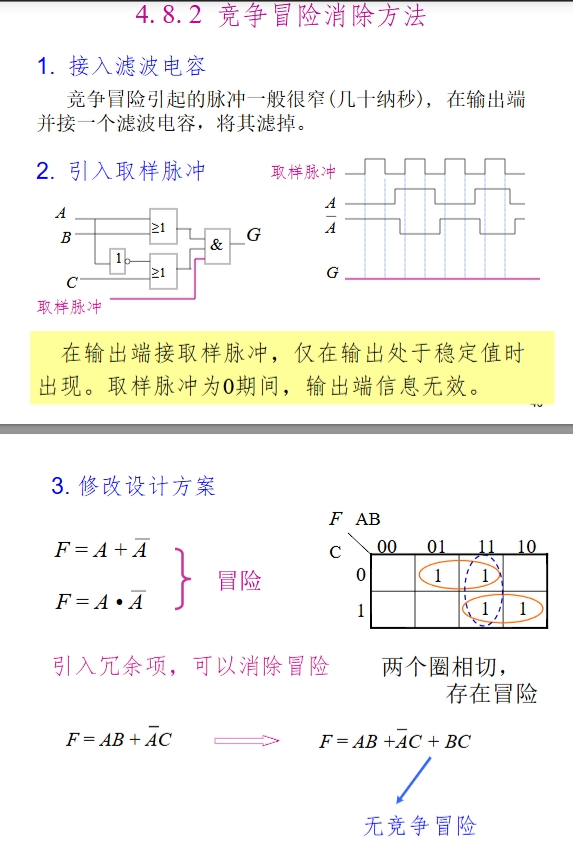 4.8.2 竞争冒险消除方法
1. 接入滤波电容
竞争冒险引起的脉冲一般很窄(几十纳秒), 在输出端
并接一个滤波电容，将其滤掉。
2. 引入取样脉冲
取样脉冲
A
B
C
取样脉冲
≥1
1
≥1
&
G
A
A̅
G
在输出端接取样脉冲，仅在输出处于稳定值时
出现。取样脉冲为0期间，输出端信息无效。
3. 修改设计方案
F = A + A̅
F = A • A̅
冒险
F AB
C 00 01 11 10
0 1 1
1 1 1
引入冗余项，可以消除冒险
两个圈相切，
存在冒险
F = AB + A̅C
F = AB +A̅C + BC
无竞争冒险